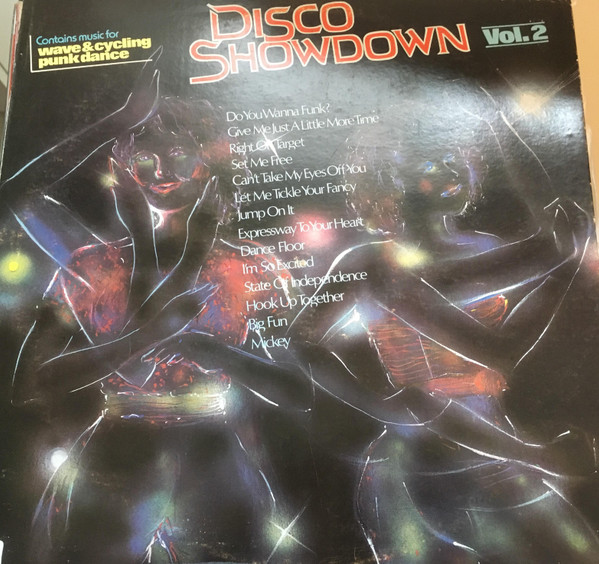 Contains music for
wave & cycling
punk dance
DISCO
SHOWDOWN
Vol. 2
Do You Wanna Funk?
Give Me Just A Little More Time
Right On Target
Set Me Free
Can't Take My Eyes Off You
Let Me Tickle Your Fancy
Jump On It
Expressway To Your Heart
Dance Floor
I'm So Excited
State Of Independence
Hook Up Together
Big Fun
Mickey